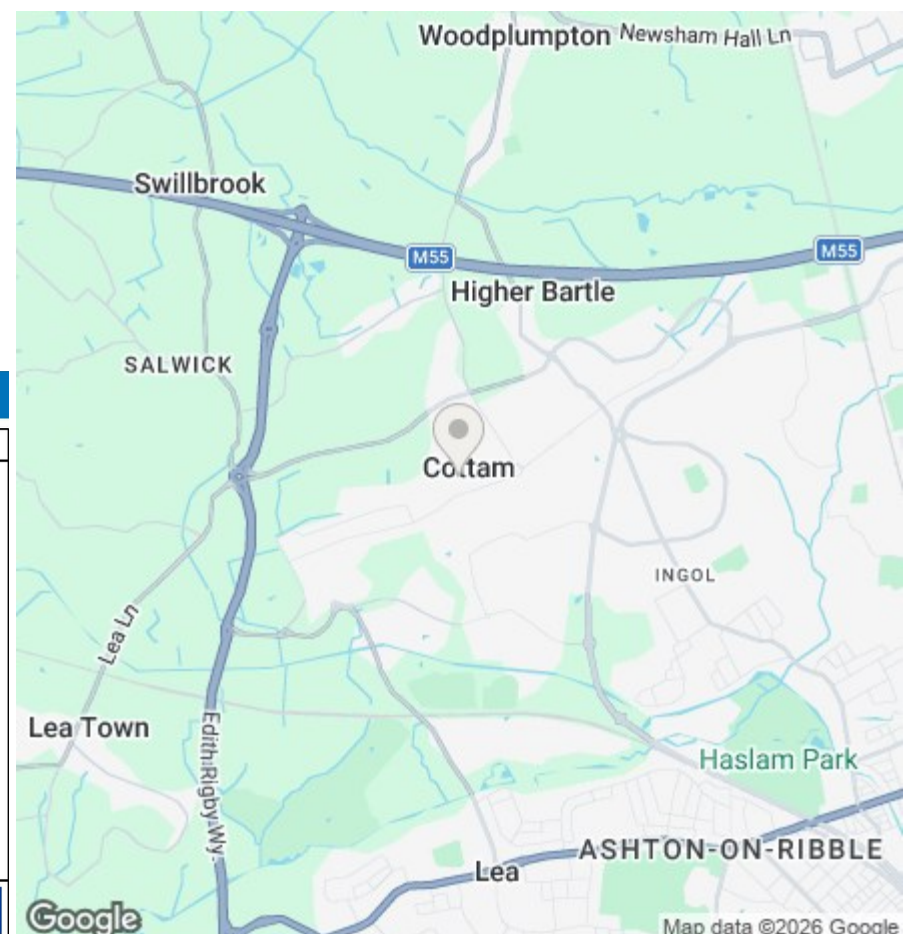 Woodplumpton
Newsham Hall Ln
Swillbrook
M55
M55
Higher Bartle
SALWICK
Cottam
INGOL
Lea Ln
Lea Town
Edith Rigby Wy.
Haslam Park
ASHTON-ON-RIBBLE
Lea
Google
Map data ©2026 Google